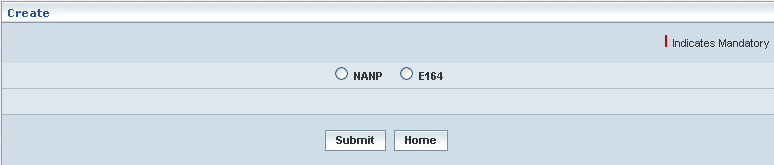 Create
Indicates Mandatory
NANP E164
Submit Home